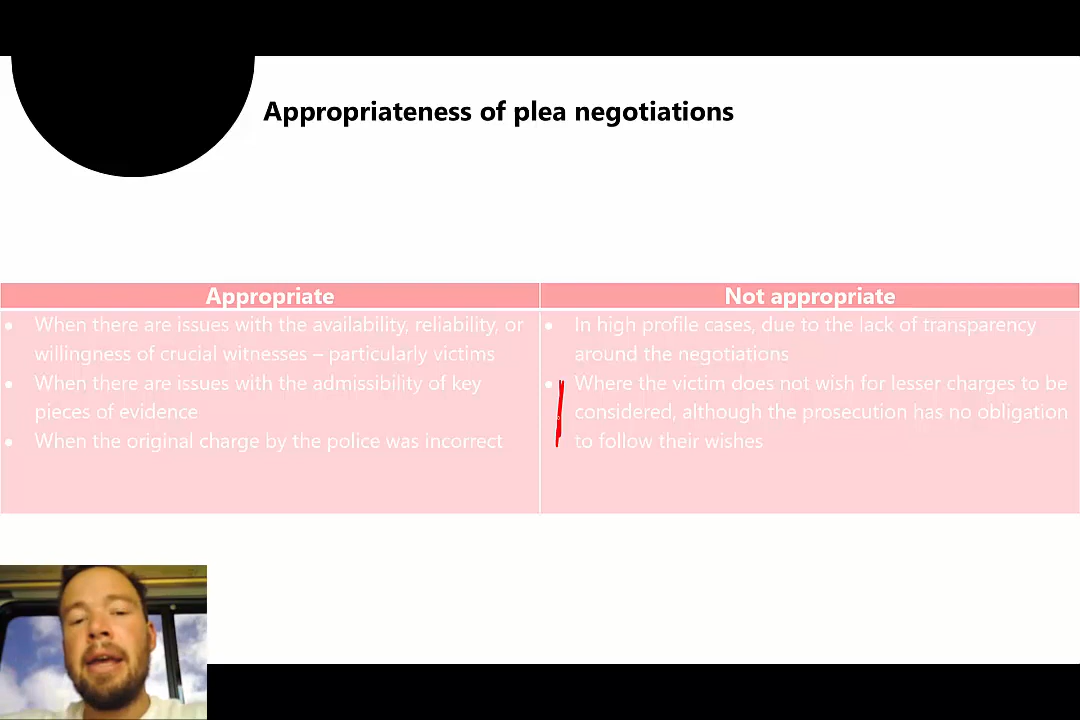 Appropriateness of plea negotiations
Appropriate
• When there are issues with the availability, reliability, or
willingness of crucial witnesses – particularly victims
• When there are issues with the admissibility of key
pieces of evidence
• When the original charge by the police was incorrect
Not appropriate
• In high profile cases, due to the lack of transparency
around the negotiations
• Where the victim does not wish for lesser charges to be
considered, although the prosecution has no obligation
to follow their wishes